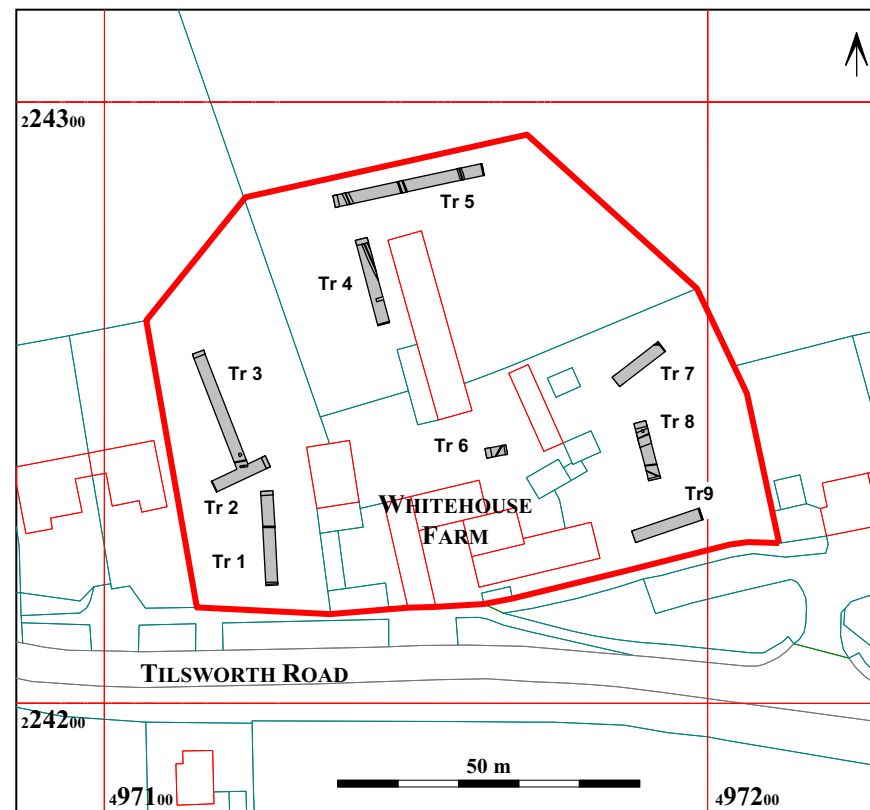 224300
Tr 5
Tr 4
Tr 3
Tr 7
Tr 8
Tr 6
Tr 2
WHITEHOUSE
FARM
Tr9
Tr 1
TILSWORTH ROAD
224200
50 m
497100
497200